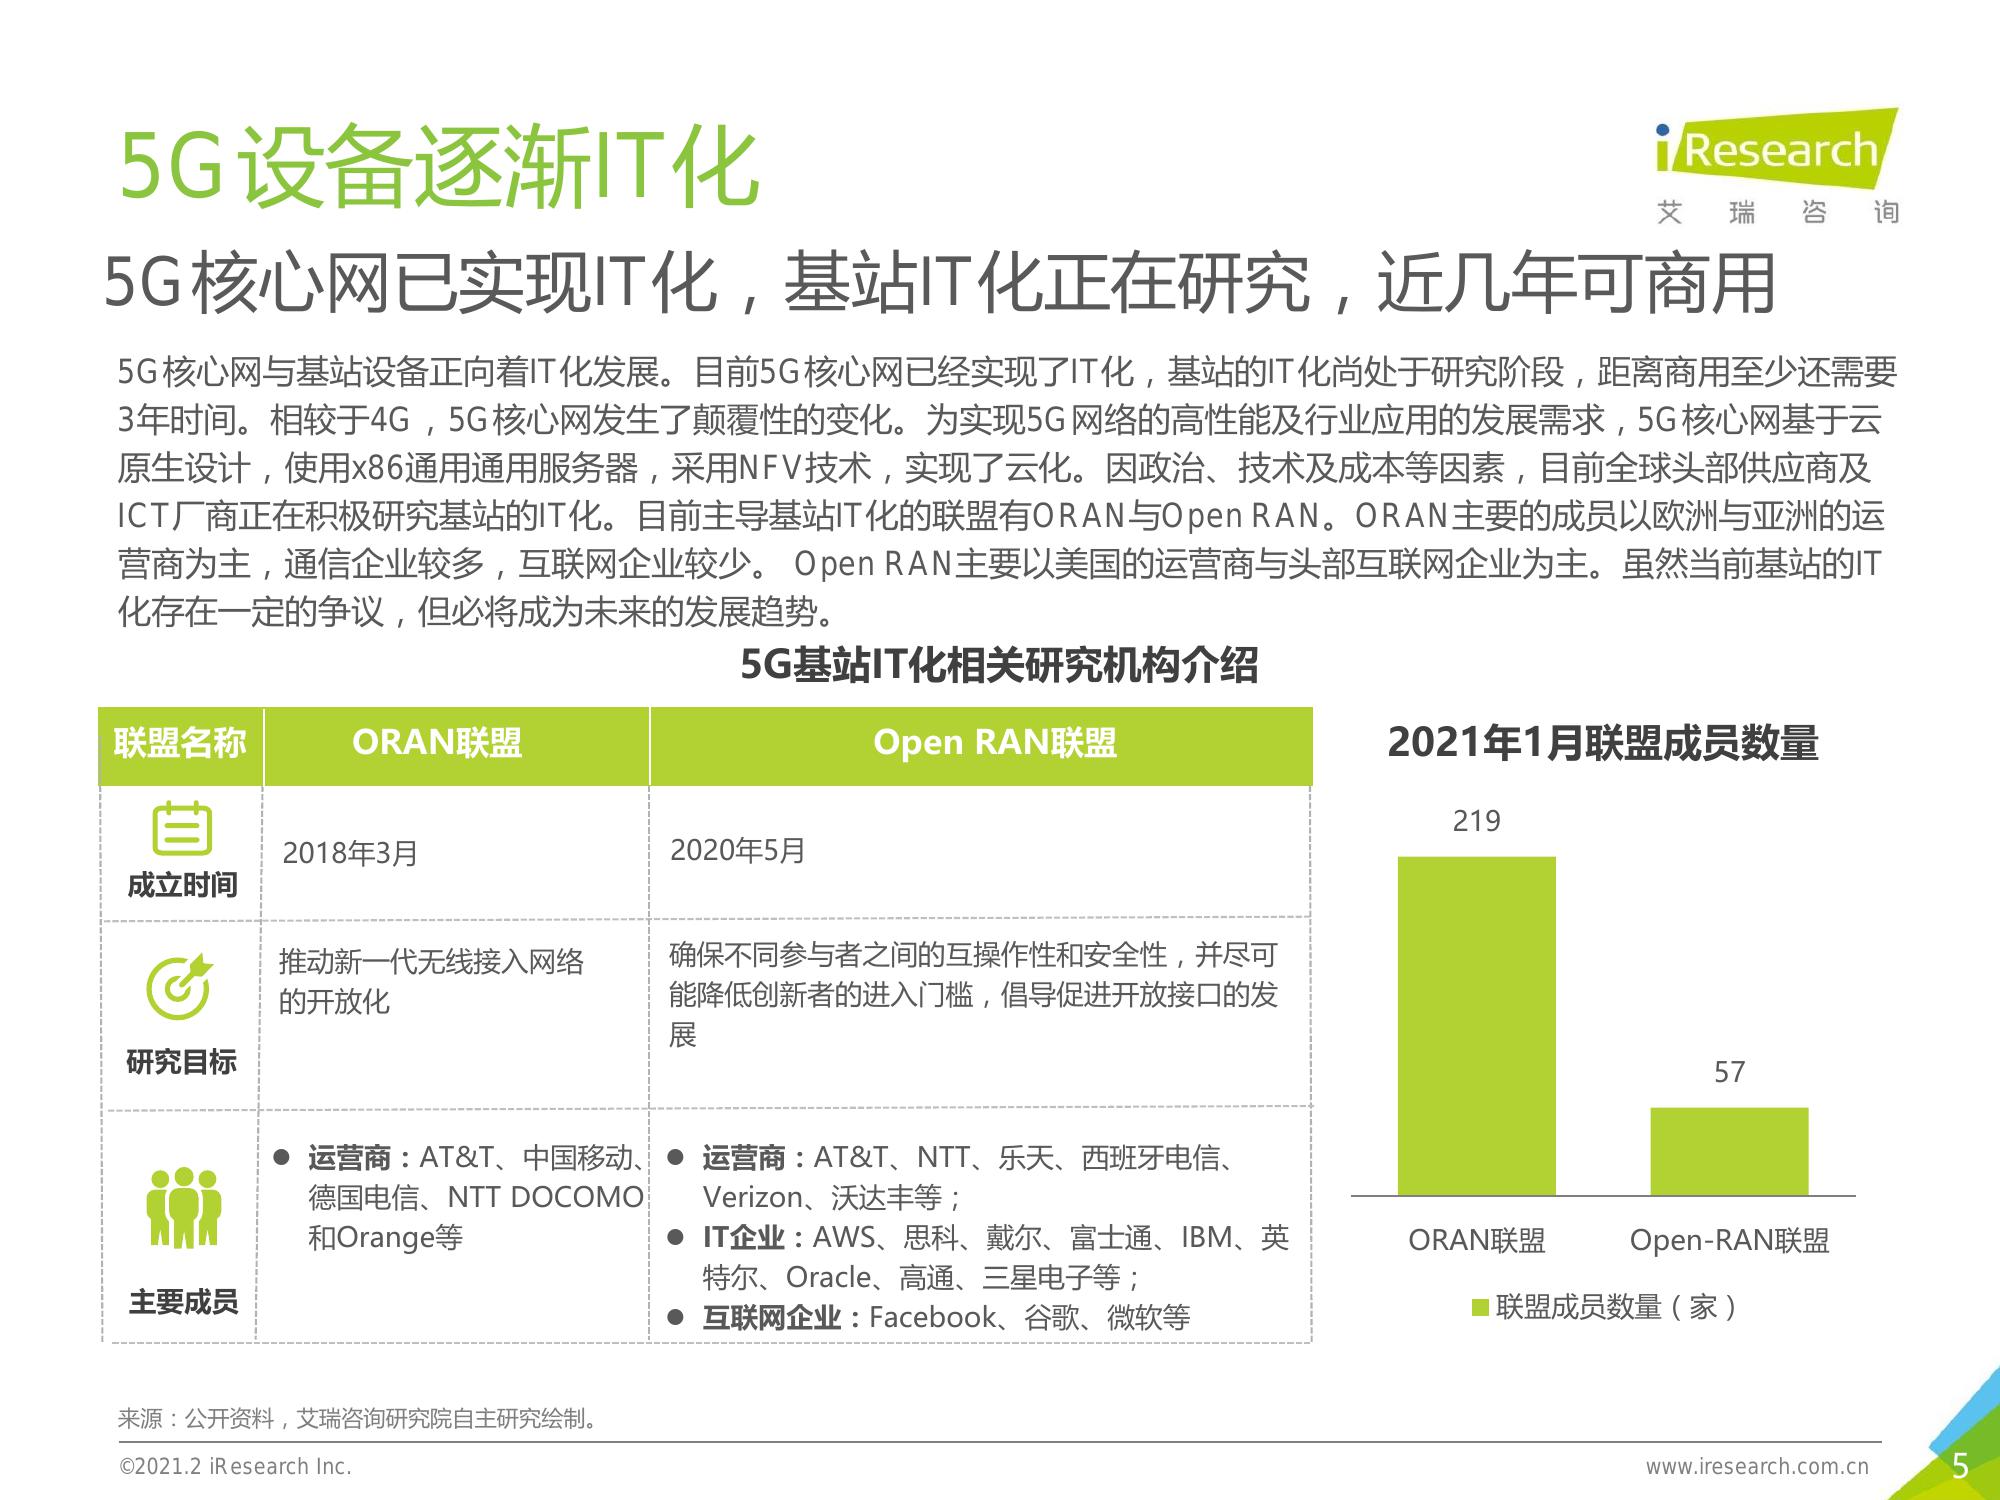 5G设备逐渐IT化
iResearch
艾瑞咨询
5G核心网已实现IT化，基站IT化正在研究，近几年可商用
5G核心网与基站设备正向着IT化发展。目前5G核心网已经实现了IT化，基站的IT化尚处于研究阶段，距离商用至少还需要
3年时间。相较于4G，5G核心网发生了颠覆性的变化。为实现5G网络的高性能及行业应用的发展需求，5G核心网基于云
原生设计，使用x86通用通用服务器，采用NFV技术，实现了云化。因政治、技术及成本等因素，目前全球头部供应商及
ICT厂商正在积极研究基站的IT化。目前主导基站IT化的联盟有ORAN与Open RAN。ORAN主要的成员以欧洲与亚洲的运
营商为主，通信企业较多，互联网企业较少。 Open RAN主要以美国的运营商与头部互联网企业为主。虽然当前基站的IT
化存在一定的争议，但必将成为未来的发展趋势。
5G基站IT化相关研究机构介绍
联盟名称 ORAN联盟 Open RAN联盟
成立时间
2018年3月
2020年5月
研究目标
推动新一代无线接入网络
的开放化
确保不同参与者之间的互操作性和安全性，并尽可
能降低创新者的进入门槛，倡导促进开放接口的发
展
主要成员
● 运营商：AT&T、中国移动、
德国电信、NTT DOCOMO
和Orange等
● 运营商：AT&T、NTT、乐天、西班牙电信、
Verizon、沃达丰等；
● IT企业：AWS、思科、戴尔、富士通、IBM、英
特尔、Oracle、高通、三星电子等；
● 互联网企业：Facebook、谷歌、微软等
2021年1月联盟成员数量
219
57
ORAN联盟 Open-RAN联盟
联盟成员数量（家）
来源：公开资料，艾瑞咨询研究院自主研究绘制。
©2021.2 iResearch Inc.
www.iresearch.com.cn
5